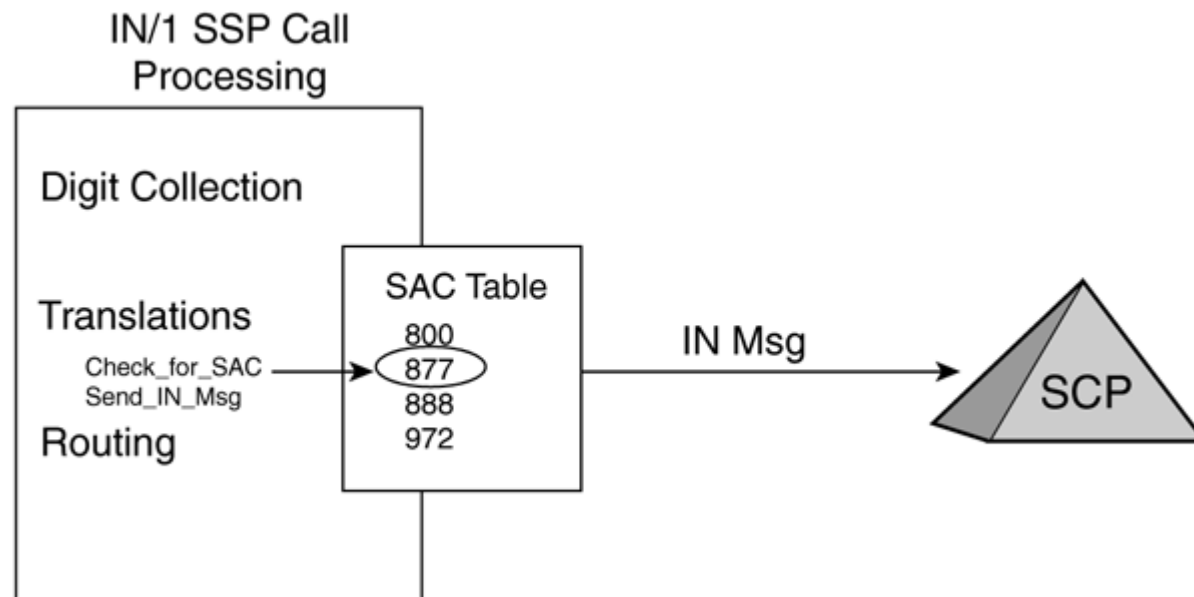 IN/1 SSP Call
Processing
Digit Collection
SAC Table
Translations
800
Check_for_SAC
877
Send_IN_Msg
888
Routing
972
IN Msg
SCP